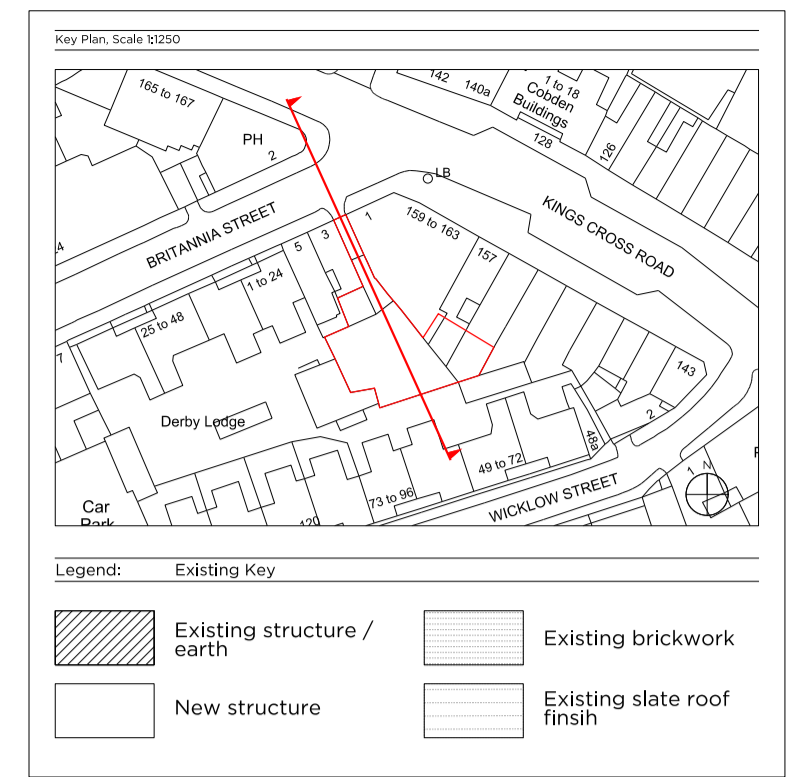 Key Plan, Scale 1:1250
165 to 167
PH
2
142
140a
1 to 18
Cobden
Buildings
128
126
LB
KINGS CROSS ROAD
BRITANNIA STREET
1
3
5
159 to 163
157
1 to 24
25 to 48
7
143
2
Derby Lodge
48a
49 to 72
73 to 96
WICKLOW STREET
120
Car
Park
1
N
Legend:
Existing Key
Existing structure /
earth
Existing brickwork
New structure
Existing slate roof
finsih